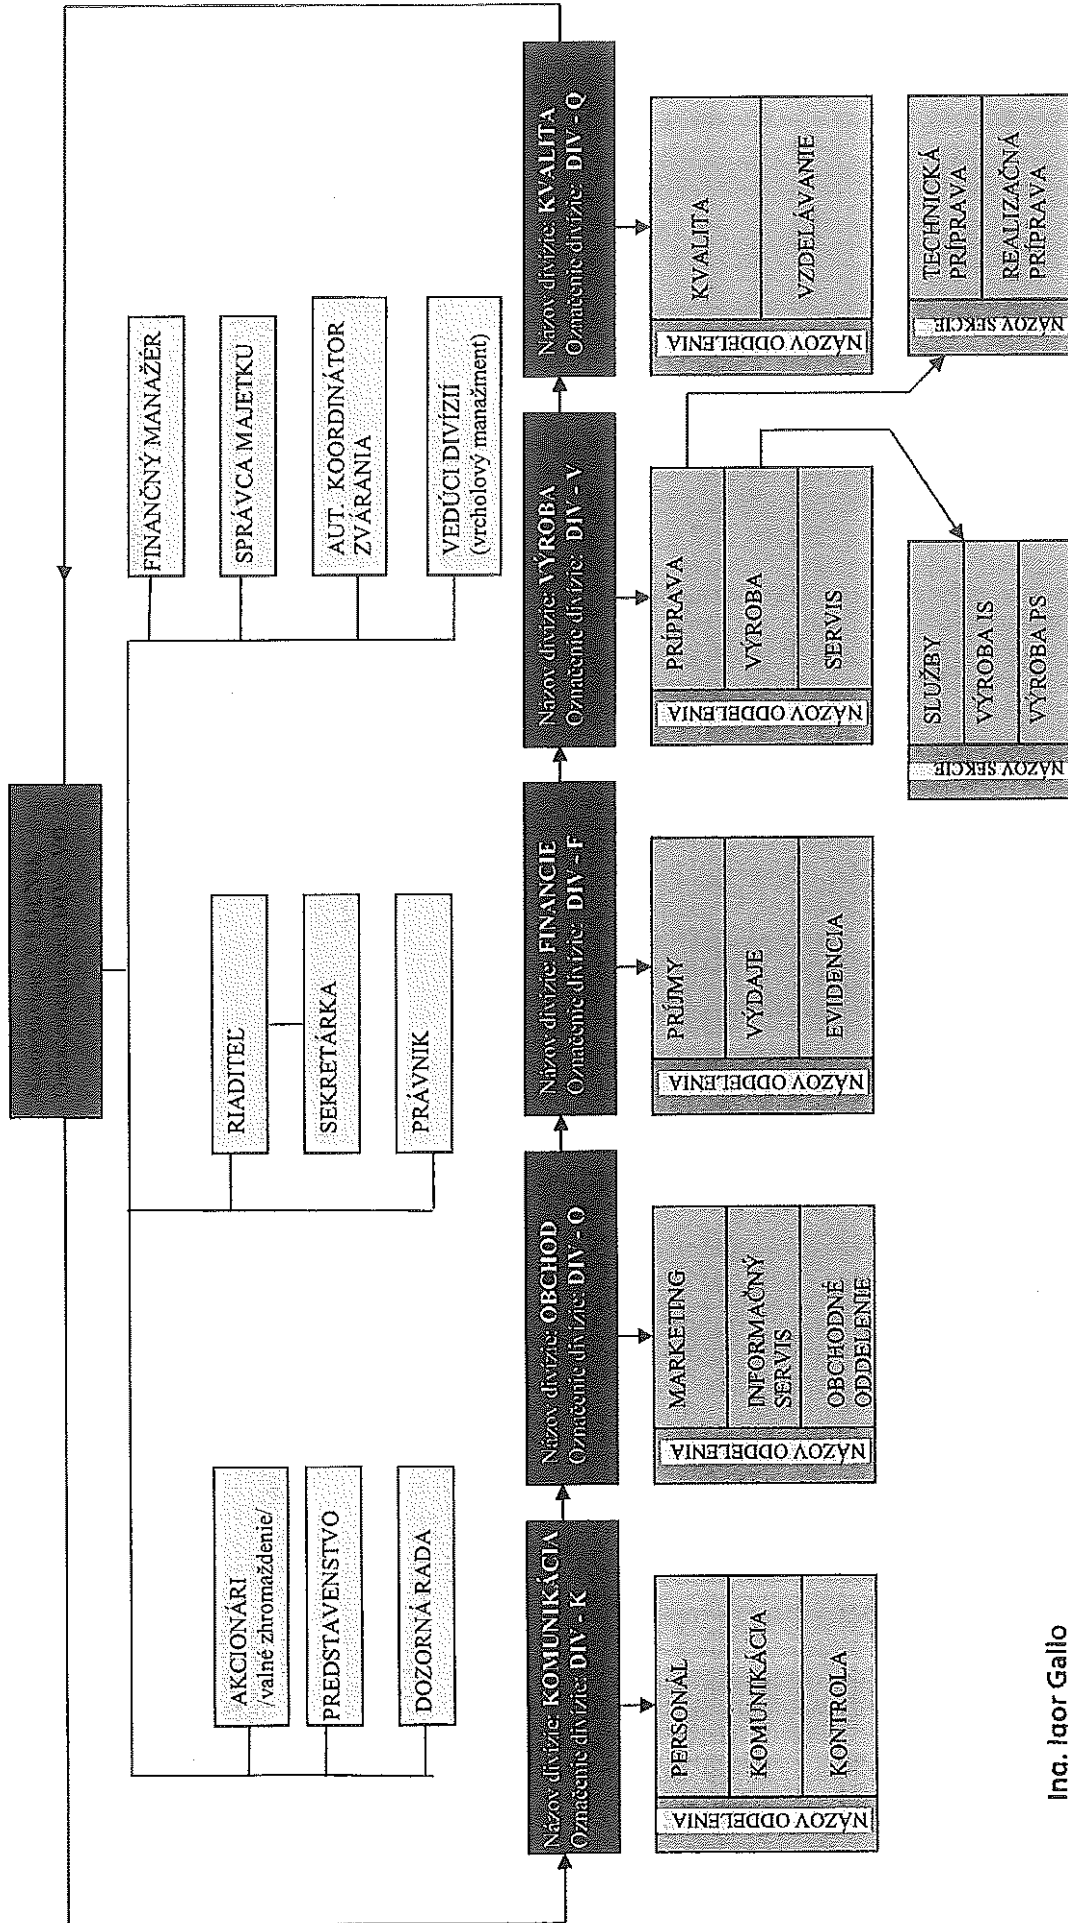 AKCIONÁRI
/valné zhromaždenie/
PREDSTAVENSTVO
DOZORNÁ RADA
RIADITEĽ
SEKRETÁRKA
PRÁVNIK
FINANČNÝ MANAŽÉR
SPRÁVCA MAJETKU
AUT. KOORDINÁTOR
ZVÁRANIA
VEDÚCI DIVÍZIÍ
(vrcholový manažment)
Názov divízie: KOMUNIKÁCIA
Označenie divízie: DIV - K
Názov divízie: OBCHOD
Označenie divízie: DIV - O
Názov divízie: FINANCIE
Označenie divízie: DIV - F
Názov divízie: VÝROBA
Označenie divízie: DIV - V
Názov divízie: KVALITA
Označenie divízie: DIV - Q
NÁZOV ODDELENIA
PERSONÁL
KOMUNIKÁCIA
KONTROLA
NÁZOV ODDELENIA
MARKETING
INFORMAČNÝ
SERVIS
OBCHODNÉ
ODDELENIE
NÁZOV ODDELENIA
PRÍJMY
VÝDAJE
EVIDENCIA
NÁZOV ODDELENIA
PRÍPRAVA
VÝROBA
SERVIS
NÁZOV ODDELENIA
KVALITA
VZDELÁVANIE
NÁZOV SEKCIE
SLUŽBY
VÝROBA IS
VÝROBA PS
NÁZOV SEKCIE
TECHNICKÁ
PRÍPRAVA
REALIZAČNÁ
PRÍPRAVA
Ing. Igor Gallo